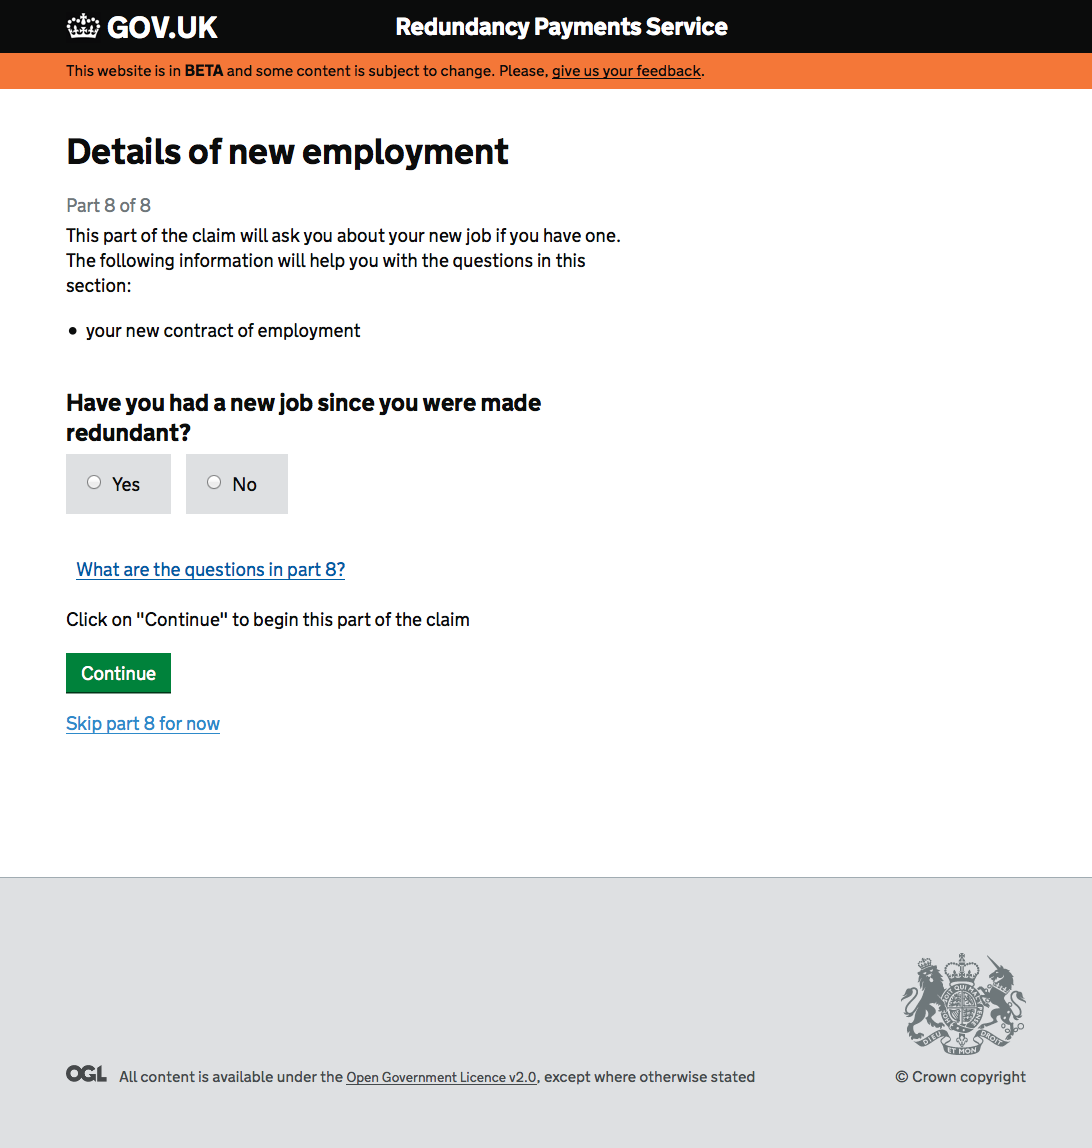 GOV.UK
Redundancy Payments Service
This website is in BETA and some content is subject to change. Please, give us your feedback.
Details of new employment
Part 8 of 8
This part of the claim will ask you about your new job if you have one.
The following information will help you with the questions in this
section:
• your new contract of employment
Have you had a new job since you were made
redundant?
Yes
No
What are the questions in part 8?
Click on "Continue" to begin this part of the claim
Continue
Skip part 8 for now
DIEU ET MON DROIT
OGL
All content is available under the Open Government Licence v2.0, except where otherwise stated
© Crown copyright